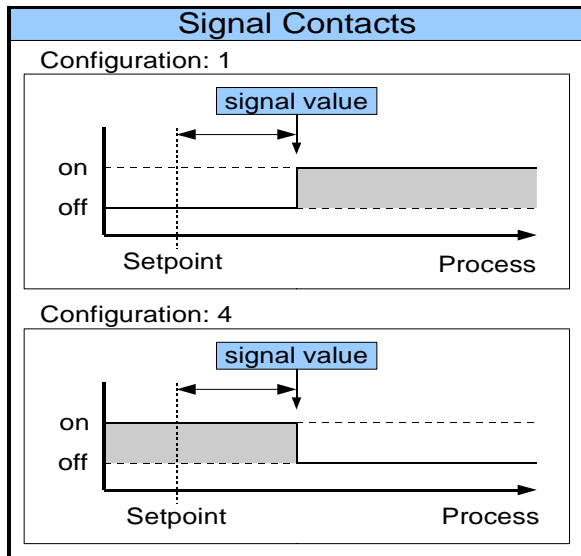 Signal Contacts
Configuration: 1
signal value
on
off
Setpoint Process
Configuration: 4
signal value
on
off
Setpoint Process